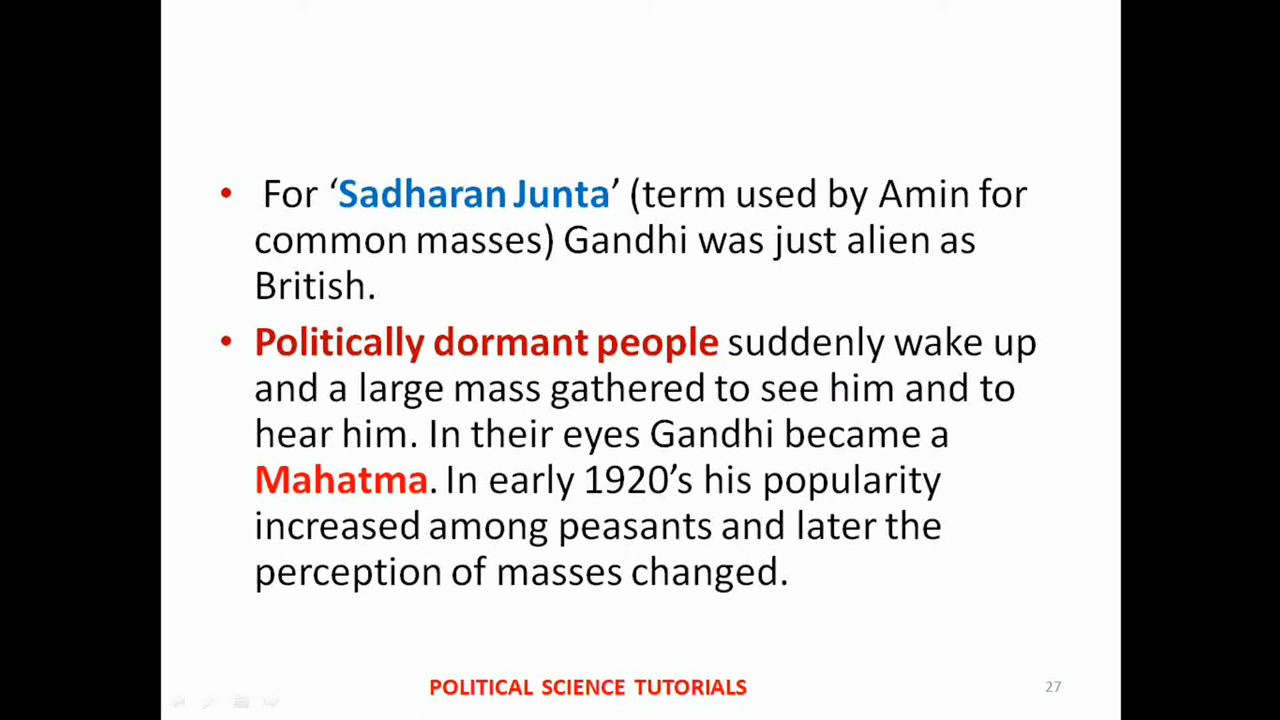 • For ‘Sadharan Junta’ (term used by Amin for
common masses) Gandhi was just alien as
British.
• Politically dormant people suddenly wake up
and a large mass gathered to see him and to
hear him. In their eyes Gandhi became a
Mahatma. In early 1920’s his popularity
increased among peasants and later the
perception of masses changed.
POLITICAL SCIENCE TUTORIALS
27